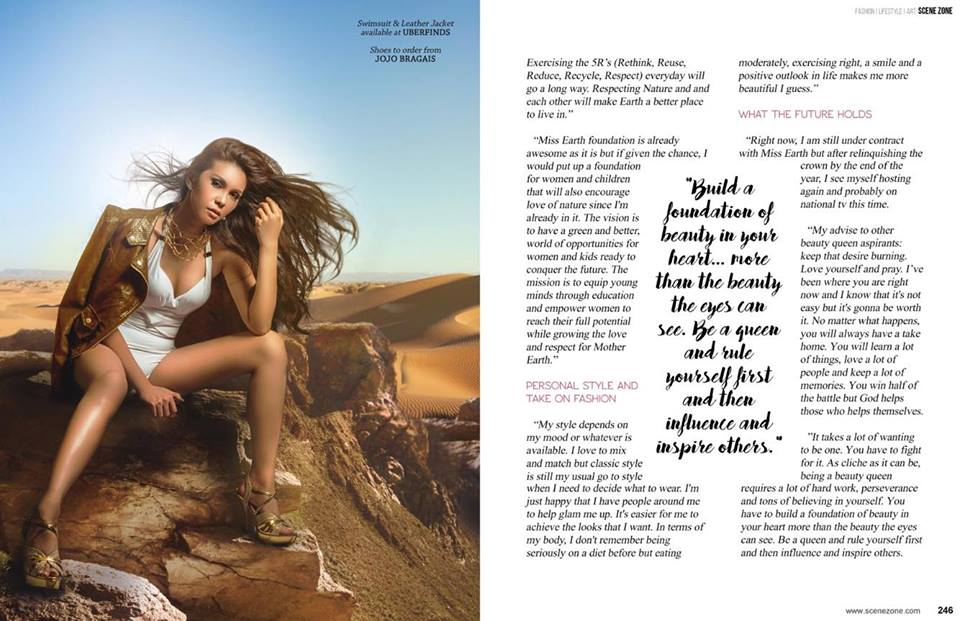 Swimsuit & Leather Jacket
available at UBERFINDS
Shoes to order from
JOJO BRAGAIS
FASHION | LIFESTYLE | ART SCENE ZONE
Exercising the 5R's (Rethink, Reuse,
Reduce, Recycle, Respect) everyday will
go a long way. Respecting Nature and and
each other will make Earth a better place
to live in."
"Miss Earth foundation is already
awesome as it is but if given the chance, I
would put up a foundation
for women and children
that will also encourage
love of nature since I'm
already in it. The vision is
to have a green and better,
world of opportunities for
women and kids ready to
conquer the future. The
mission is to equip young
minds through education
and empower women to
reach their full potential
while growing the love
and respect for Mother
Earth."
PERSONAL STYLE AND
TAKE ON FASHION
"My style depends on
my mood or whatever is
available. I love to mix
and match but classic style
is still my usual go to style
when I need to decide what to wear. I'm
just happy that I have people around me
to help glam me up. It's easier for me to
achieve the looks that I want. In terms of
my body, I don't remember being
seriously on a diet before but eating
"Build a
foundation of
beauty in your
heart... more
than the beauty
the eyes can
see. Be a queen
and rule
yourself first
and then
influence and
inspire others."
moderately, exercising right, a smile and a
positive outlook in life makes me more
beautiful I guess."
WHAT THE FUTURE HOLDS
"Right now, I am still under contract
with Miss Earth but after relinquishing the
crown by the end of the
year, I see myself hosting
again and probably on
national tv this time.
"My advise to other
beauty queen aspirants:
keep that desire burning.
Love yourself and pray. I've
been where you are right
now and I know that it's not
easy but it's gonna be worth
it. No matter what happens,
you will always have a take
home. You will learn a lot
of things, love a lot of
people and keep a lot of
memories. You win half of
the battle but God helps
those who helps themselves.
"It takes a lot of wanting
to be one. You have to fight
for it. As cliche as it can be,
being a beauty queen
requires a lot of hard work, perseverance
and tons of believing in yourself. You
have to build a foundation of beauty in
your heart more than the beauty the eyes
can see. Be a queen and rule yourself first
and then influence and inspire others.
www.scenezone.com 246